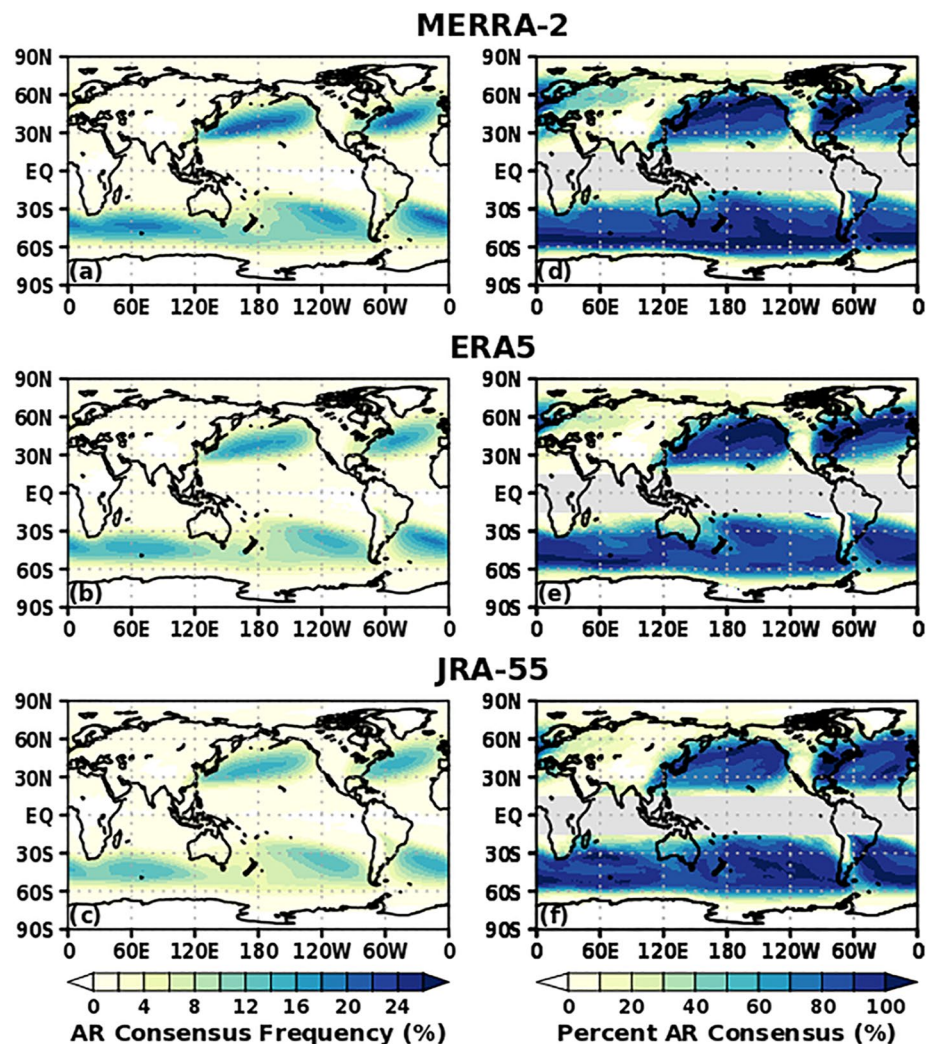 MERRA-2
90N 90N
60N 60N
30N 30N
EQ EQ
30S 30S
60S 60S
(a) (d)
90S 90S
0 60E 120E 180 120W 60W 0 0 60E 120E 180 120W 60W 0
ERA5
90N 90N
60N 60N
30N 30N
EQ EQ
30S 30S
60S 60S
(b) (e)
90S 90S
0 60E 120E 180 120W 60W 0 0 60E 120E 180 120W 60W 0
JRA-55
90N 90N
60N 60N
30N 30N
EQ EQ
30S 30S
60S 60S
(c) (f)
90S 90S
0 60E 120E 180 120W 60W 0 0 60E 120E 180 120W 60W 0
0 4 8 12 16 20 24 0 20 40 60 80 100
AR Consensus Frequency (%) Percent AR Consensus (%)